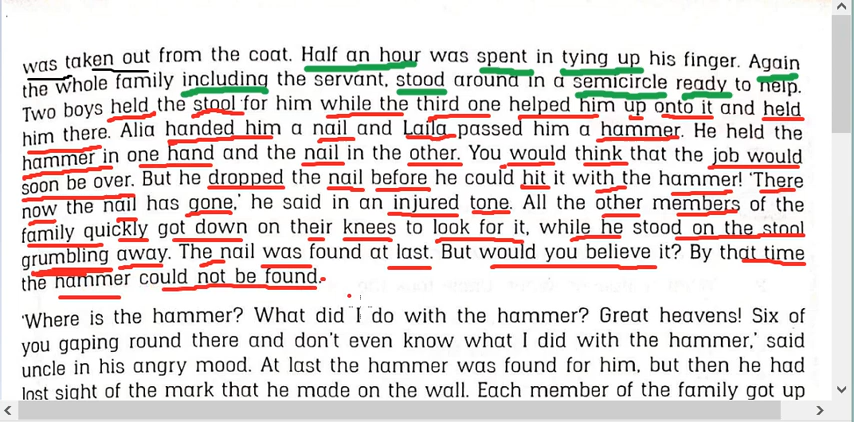 was taken out from the coat. Half an hour was spent in tying up his finger. Again
the whole family including the servant, stood around in a semicircle ready to help.
Two boys held the stool for him while the third one helped him up onto it and held
him there. Alia handed him a nail and Laila passed him a hammer. He held the
hammer in one hand and the nail in the other. You would think that the job would
soon be over. But he dropped the nail before he could hit it with the hammer! 'There
now the nail has gone,' he said in an injured tone. All the other members of the
family quickly got down on their knees to look for it, while he stood on the stool
grumbling away. The nail was found at last. But would you believe it? By that time
the hammer could not be found.
'Where is the hammer? What did I do with the hammer? Great heavens! Six of
you gaping round there and don't even know what I did with the hammer,' said
uncle in his angry mood. At last the hammer was found for him, but then he had
lost sight of the mark that he made on the wall. Each member of the family got up